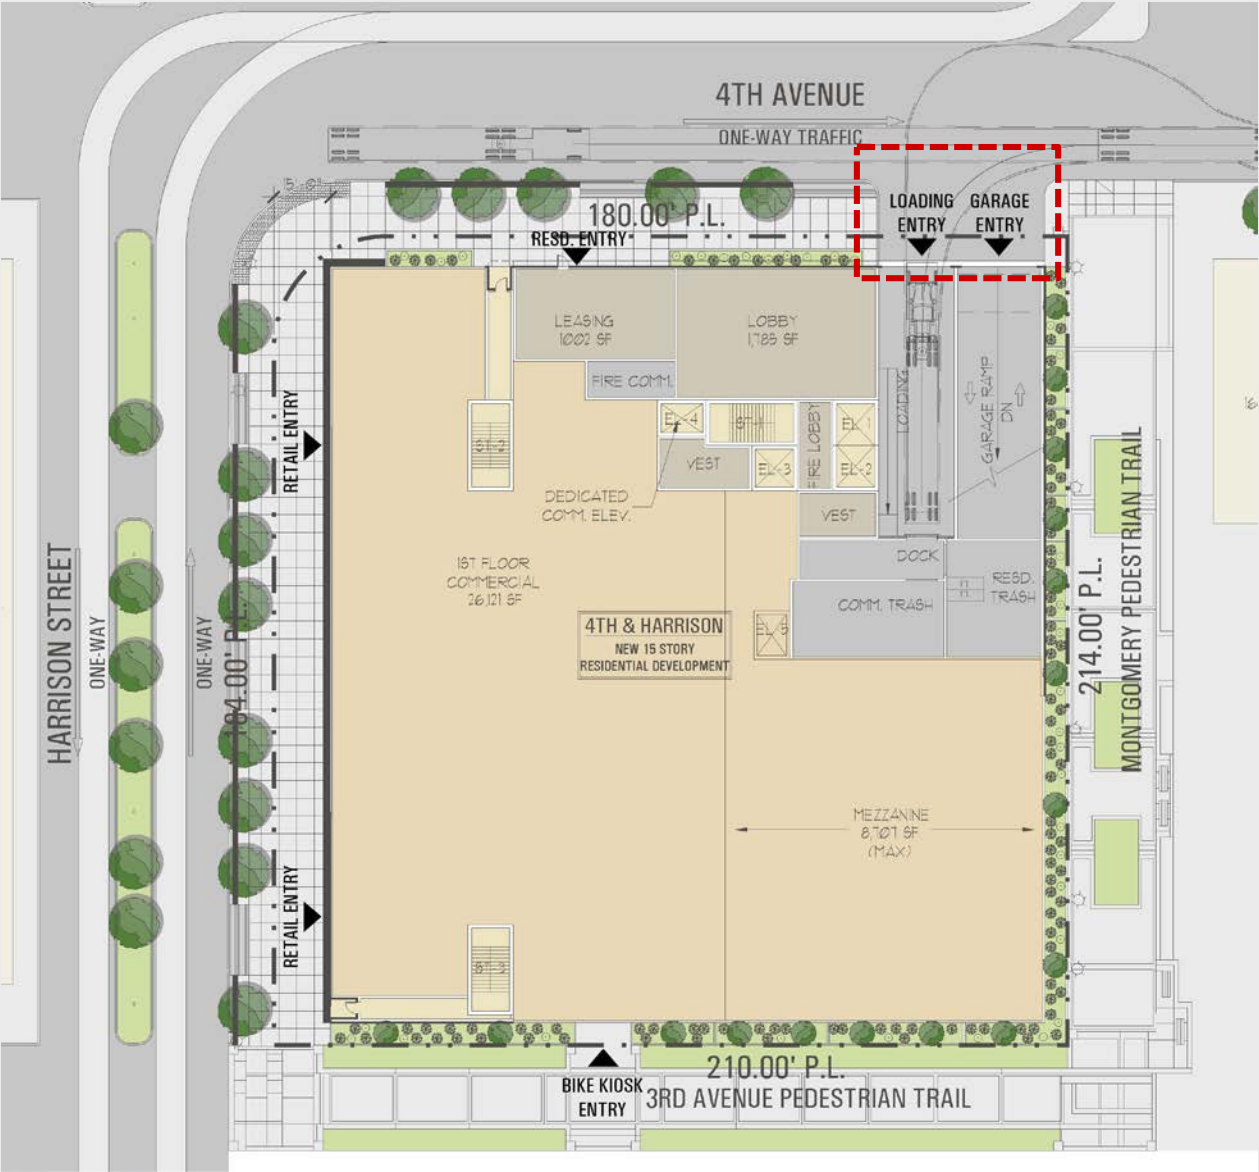 4TH AVENUE
ONE-WAY TRAFFIC
LOADING
ENTRY
GARAGE
ENTRY
180.00' P.L.
RESD. ENTRY
LEASING
1002 SF
LOBBY
1,785 SF
FIRE COMM.
EL-4
ST-1
FIRE LOBBY
EL-1
LOADING
GARAGE RAMP
DN
ST-2
VEST
EL-3
EL-2
RETAIL ENTRY
DEDICATED
COMM. ELEV.
VEST
DOCK
1ST FLOOR
COMMERCIAL
26,121 SF
RESD.
TRASH
COMM. TRASH
EL-5
4TH & HARRISON
NEW 15 STORY
RESIDENTIAL DEVELOPMENT
HARRISON STREET
ONE-WAY
ONE-WAY
214.00' P.L.
MONTGOMERY PEDESTRIAN TRAIL
MEZZANINE
8,707 SF
(MAX)
RETAIL ENTRY
ST-3
210.00' P.L.
BIKE KIOSK
ENTRY
3RD AVENUE PEDESTRIAN TRAIL